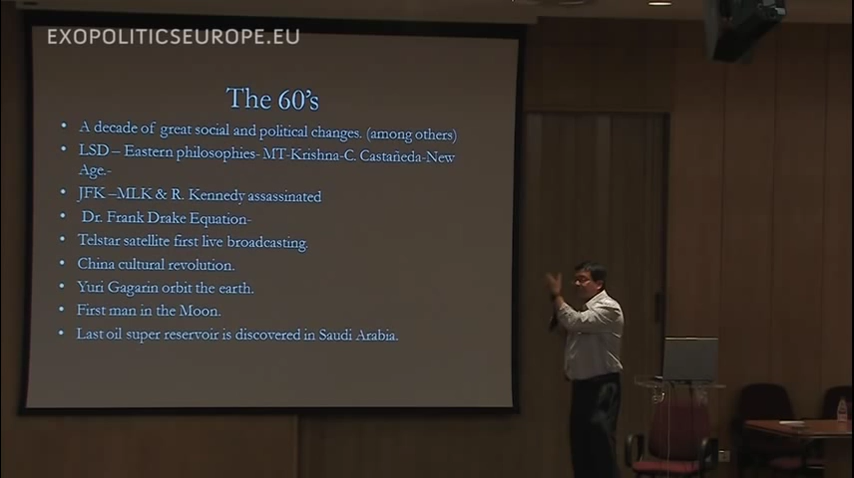 EXOPOLITICSEUROPE.EU
The 60's
• A decade of great social and political changes. (among others)
• LSD – Eastern philosophies- MT-Krishna-C. Castañeda-New
Age.-
• JFK –MLK & R. Kennedy assassinated
• Dr. Frank Drake Equation-
• Telstar satellite first live broadcasting.
• China cultural revolution.
• Yuri Gagarin orbit the earth.
• First man in the Moon.
• Last oil super reservoir is discovered in Saudi Arabia.